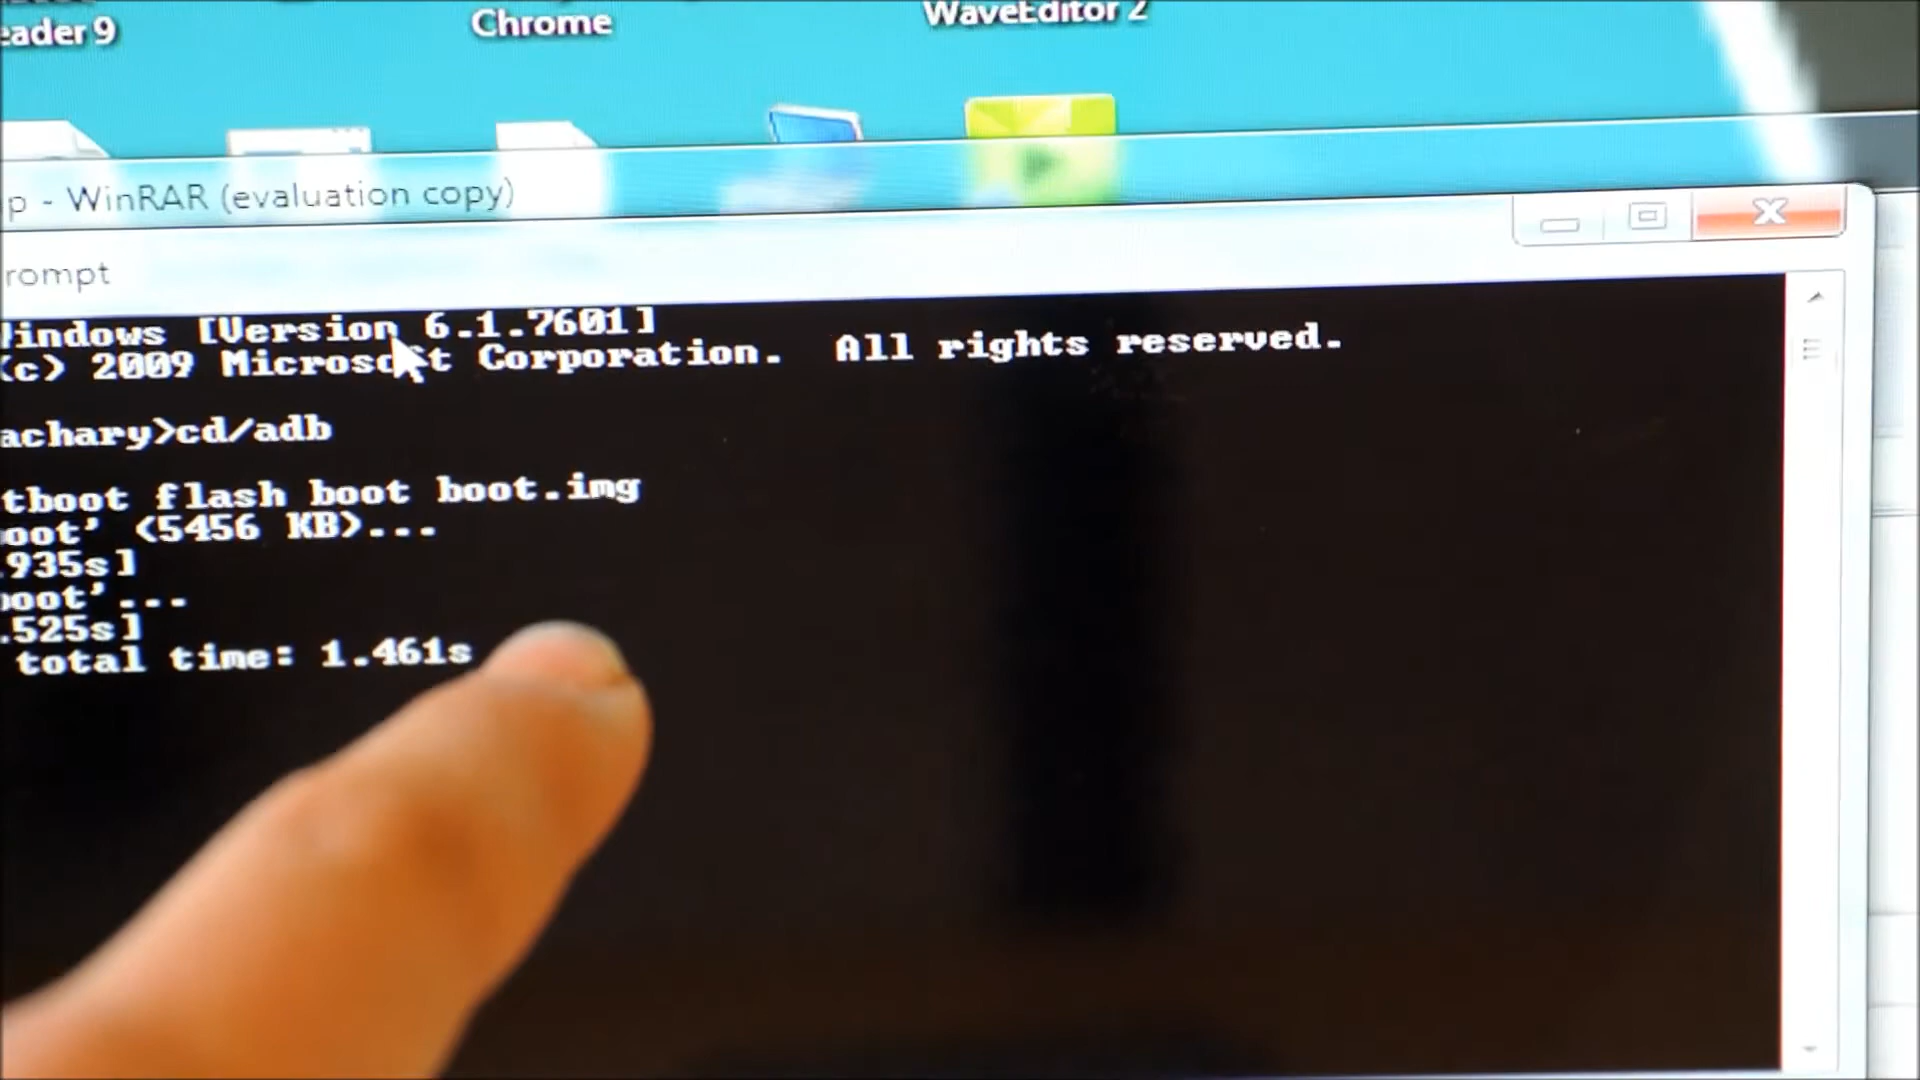 eader 9
Chrome
WaveEditor 2
p - WinRAR (evaluation copy)
rompt
Windows [Version 6.1.7601]
(c) 2009 Microsoft Corporation.  All rights reserved.
achary>cd/adb
tboot flash boot boot.img
oot' (5456 KB)...
.935s]
oot'...
.525s]
total time: 1.461s